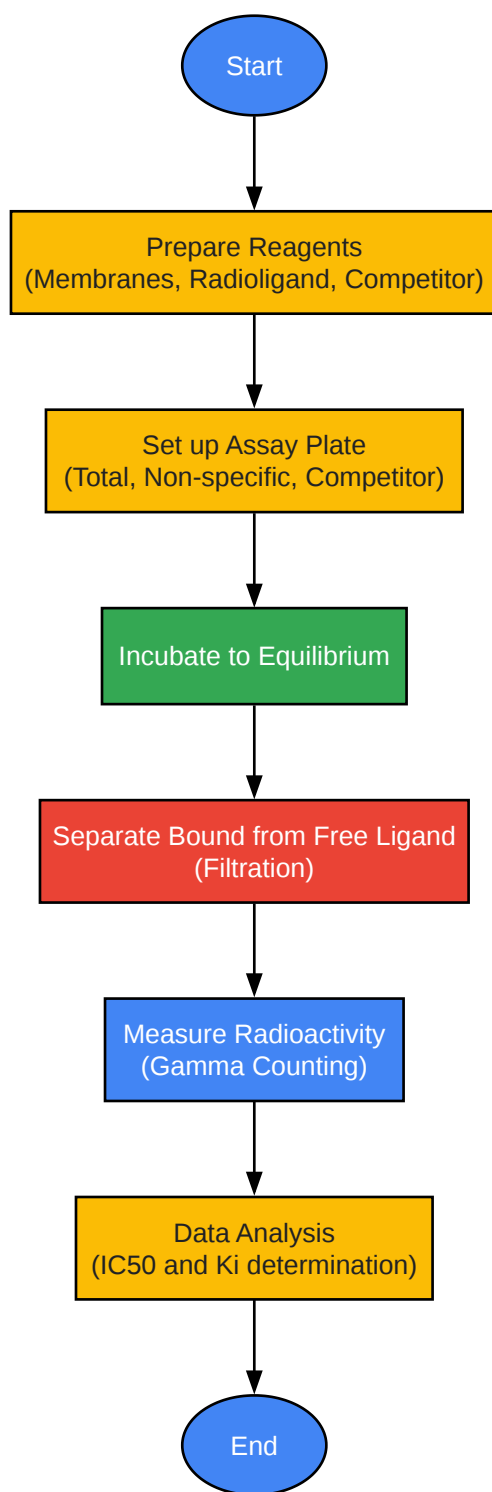 Start
Prepare Reagents
(Membranes, Radioligand, Competitor)
Set up Assay Plate
(Total, Non-specific, Competitor)
Incubate to Equilibrium
Separate Bound from Free Ligand
(Filtration)
Measure Radioactivity
(Gamma Counting)
Data Analysis
(IC50 and Ki determination)
End